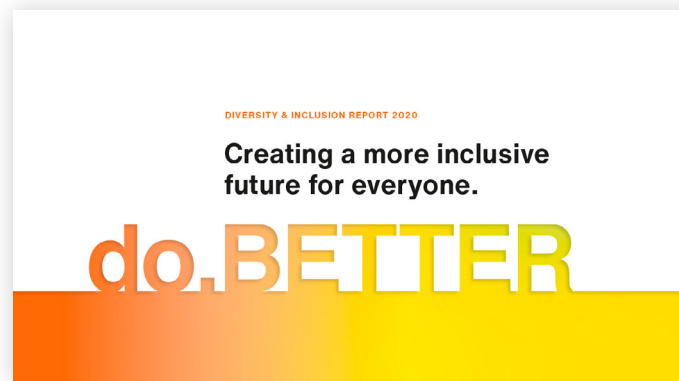 DIVERSITY & INCLUSION REPORT 2020
Creating a more inclusive
future for everyone.
do.BETTER